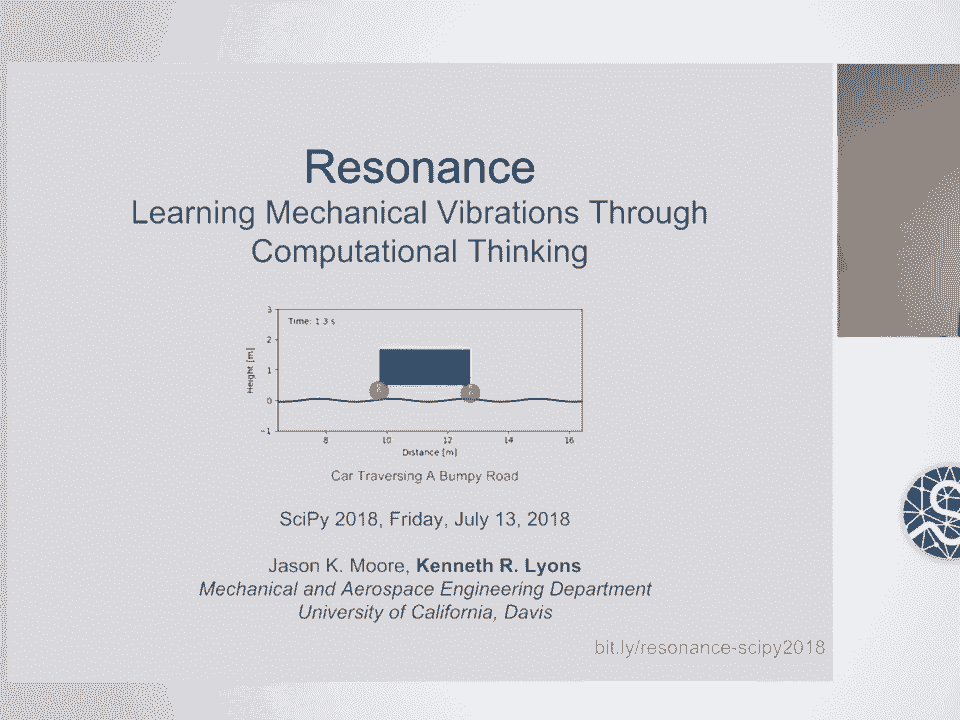 Resonance
Learning Mechanical Vibrations Through
Computational Thinking
Time: 1.3 s
Height [m]
3
2
1
0
−1
8
10
12
14
16
Distance [m]
Car Traversing A Bumpy Road
SciPy 2018, Friday, July 13, 2018
Jason K. Moore, Kenneth R. Lyons
Mechanical and Aerospace Engineering Department
University of California, Davis
bit.ly/resonance-scipy2018